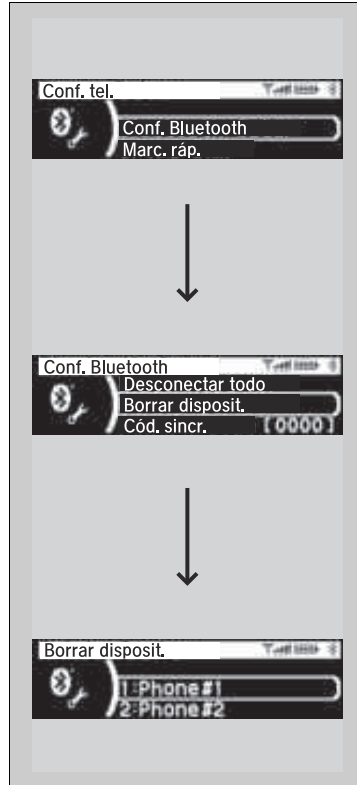 Conf. tel.
Conf. Bluetooth
Marc. ráp.
Conf. Bluetooth
Desconectar todo
Borrar disposit.
Cód. sincr. [0000]
Borrar disposit.
1:Phone#1
2:Phone#2